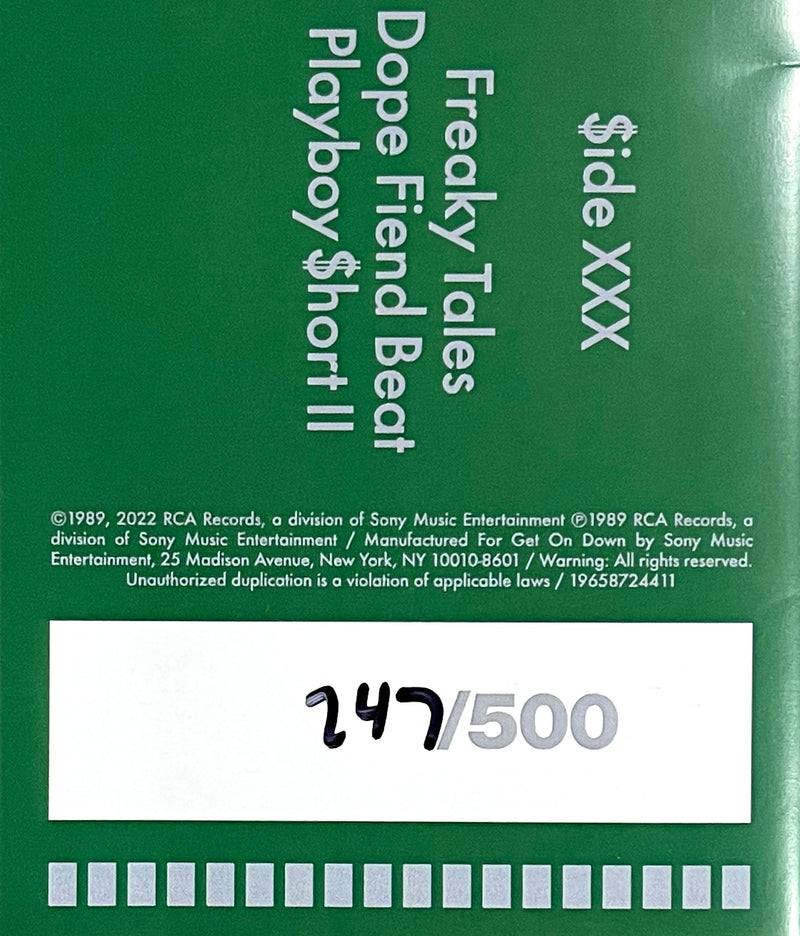 $ide XXX
Freaky Tales
Dope Fiend Beat
Playboy $hort II
©1989, 2022 RCA Records, a division of Sony Music Entertainment ℗1989 RCA Records, a
division of Sony Music Entertainment / Manufactured For Get On Down by Sony Music
Entertainment, 25 Madison Avenue, New York, NY 10010-8601 / Warning: All rights reserved.
Unauthorized duplication is a violation of applicable laws / 19658724411
247/500